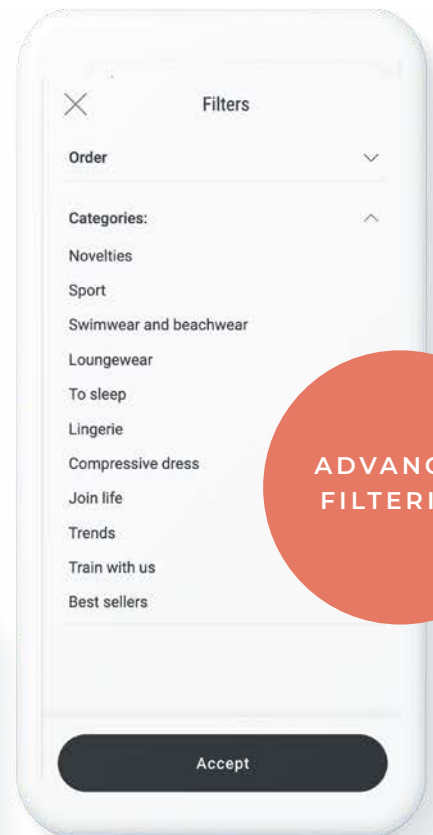 Filters
Order
Categories:
Novelties
Sport
Swimwear and beachwear
Loungewear
To sleep
Lingerie
Compressive dress
Join life
Trends
Train with us
Best sellers
Accept